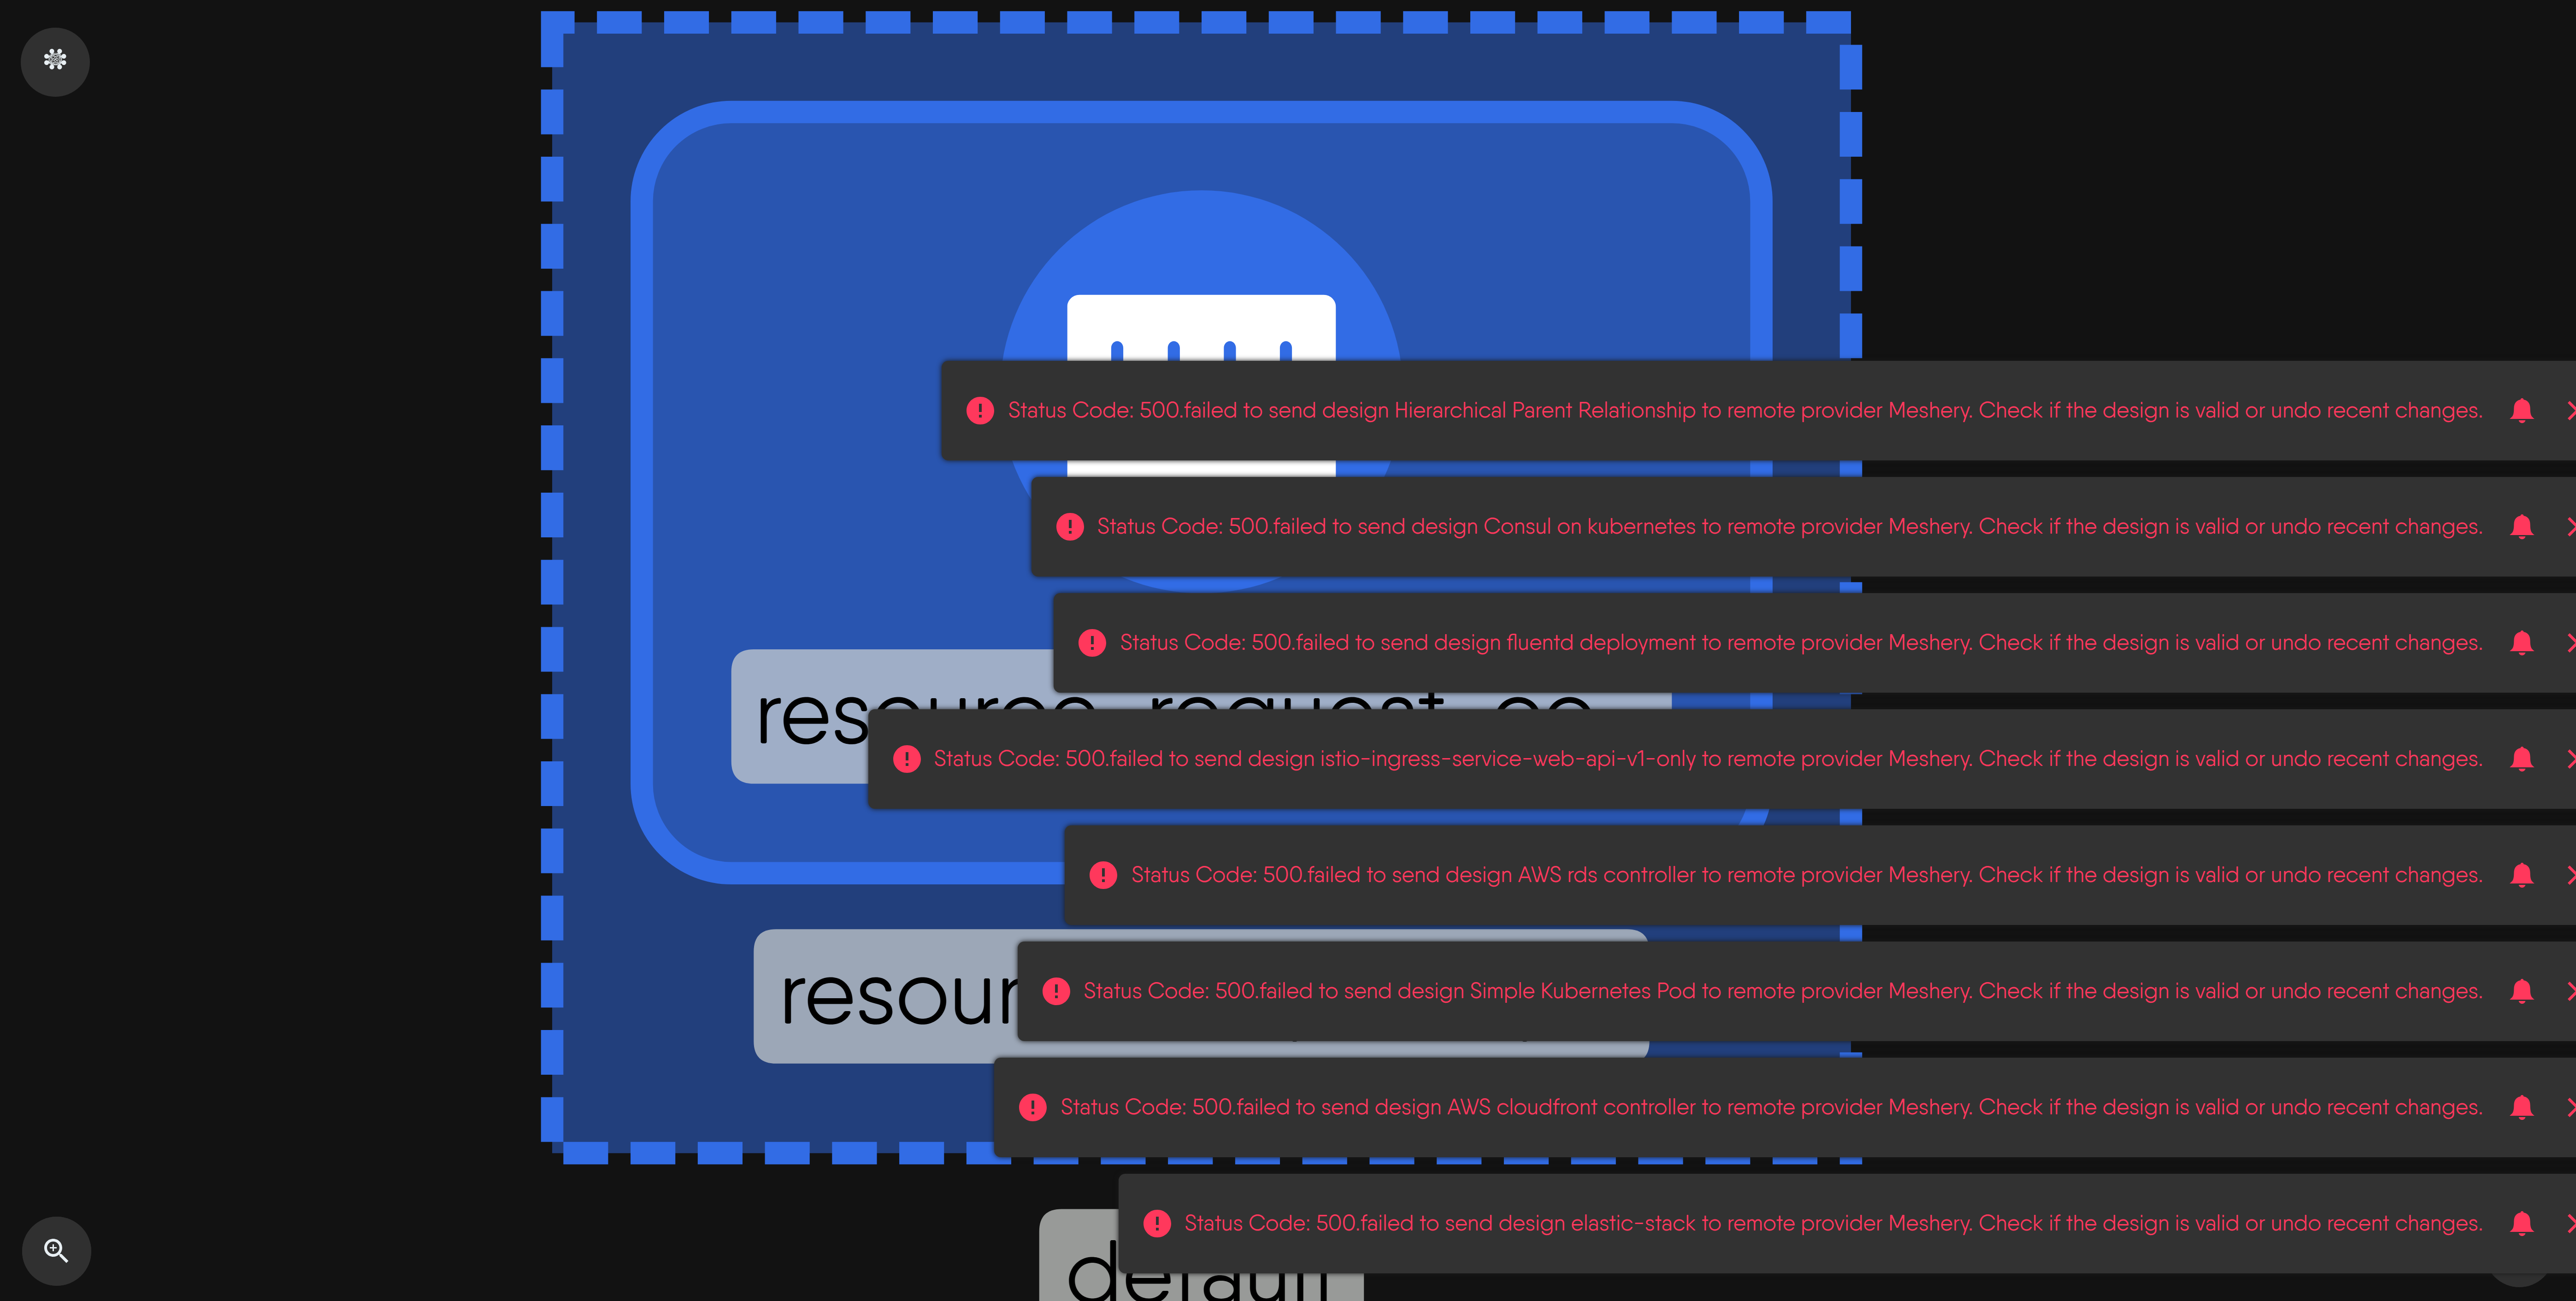 Status Code: 500.failed to send design Hierarchical Parent Relationship to remote provider Meshery. Check if the design is valid or undo recent changes.
Status Code: 500.failed to send design Consul on kubernetes to remote provider Meshery. Check if the design is valid or undo recent changes.
Status Code: 500.failed to send design fluentd deployment to remote provider Meshery. Check if the design is valid or undo recent changes.
Status Code: 500.failed to send design istio-ingress-service-web-api-v1-only to remote provider Meshery. Check if the design is valid or undo recent changes.
Status Code: 500.failed to send design AWS rds controller to remote provider Meshery. Check if the design is valid or undo recent changes.
Status Code: 500.failed to send design Simple Kubernetes Pod to remote provider Meshery. Check if the design is valid or undo recent changes.
Status Code: 500.failed to send design AWS cloudfront controller to remote provider Meshery. Check if the design is valid or undo recent changes.
Status Code: 500.failed to send design elastic-stack to remote provider Meshery. Check if the design is valid or undo recent changes.
default